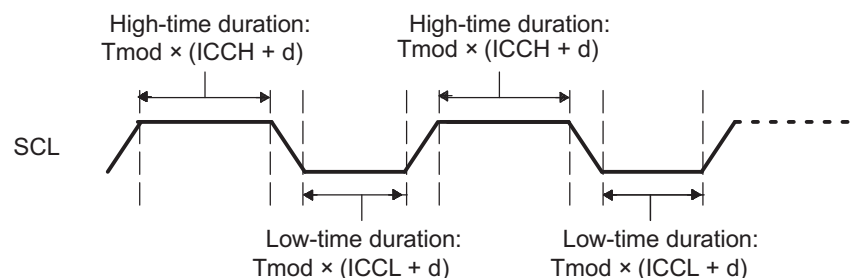 High-time duration:
Tmod × (ICCH + d)
High-time duration:
Tmod × (ICCH + d)
SCL
Low-time duration:
Tmod × (ICCL + d)
Low-time duration:
Tmod × (ICCL + d)